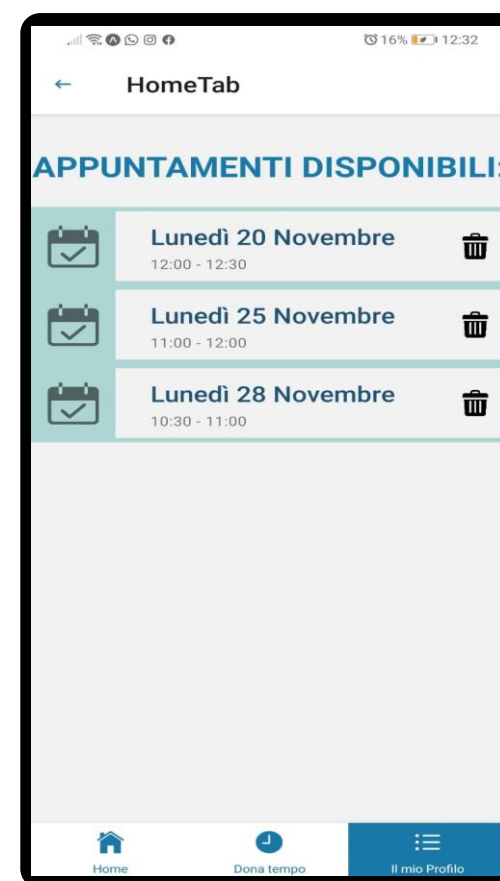 16% 12:32
HomeTab
APPUNTAMENTI DISPONIBILI:
Lunedì 20 Novembre
12:00 - 12:30
Lunedì 25 Novembre
11:00 - 12:00
Lunedì 28 Novembre
10:30 - 11:00
Home Dona tempo Il mio Profilo